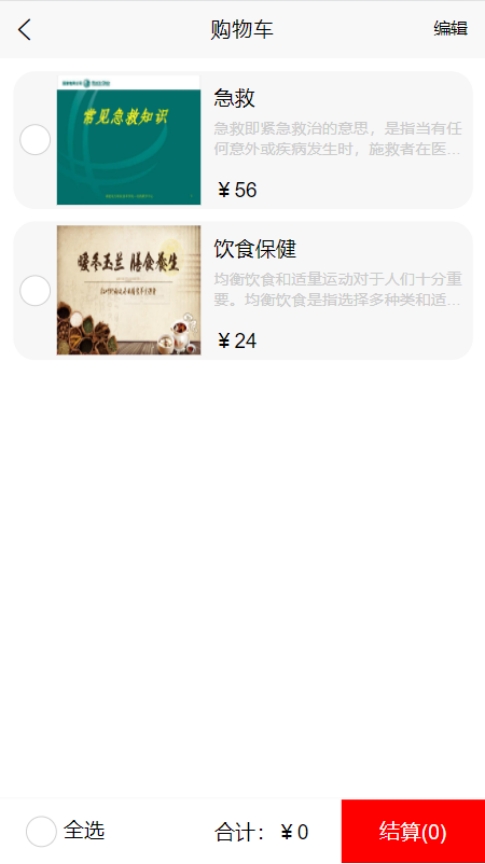 购物车
编辑
常见急救知识
急救
急救即紧急救治的意思，是指当有任
何意外或疾病发生时，施救者在医...
￥56
暖冬玉兰 膳食养生
饮食保健
均衡饮食和适量运动对于人们十分重
要。均衡饮食是指选择多种类和适...
￥24
全选
合计：￥0
结算(0)